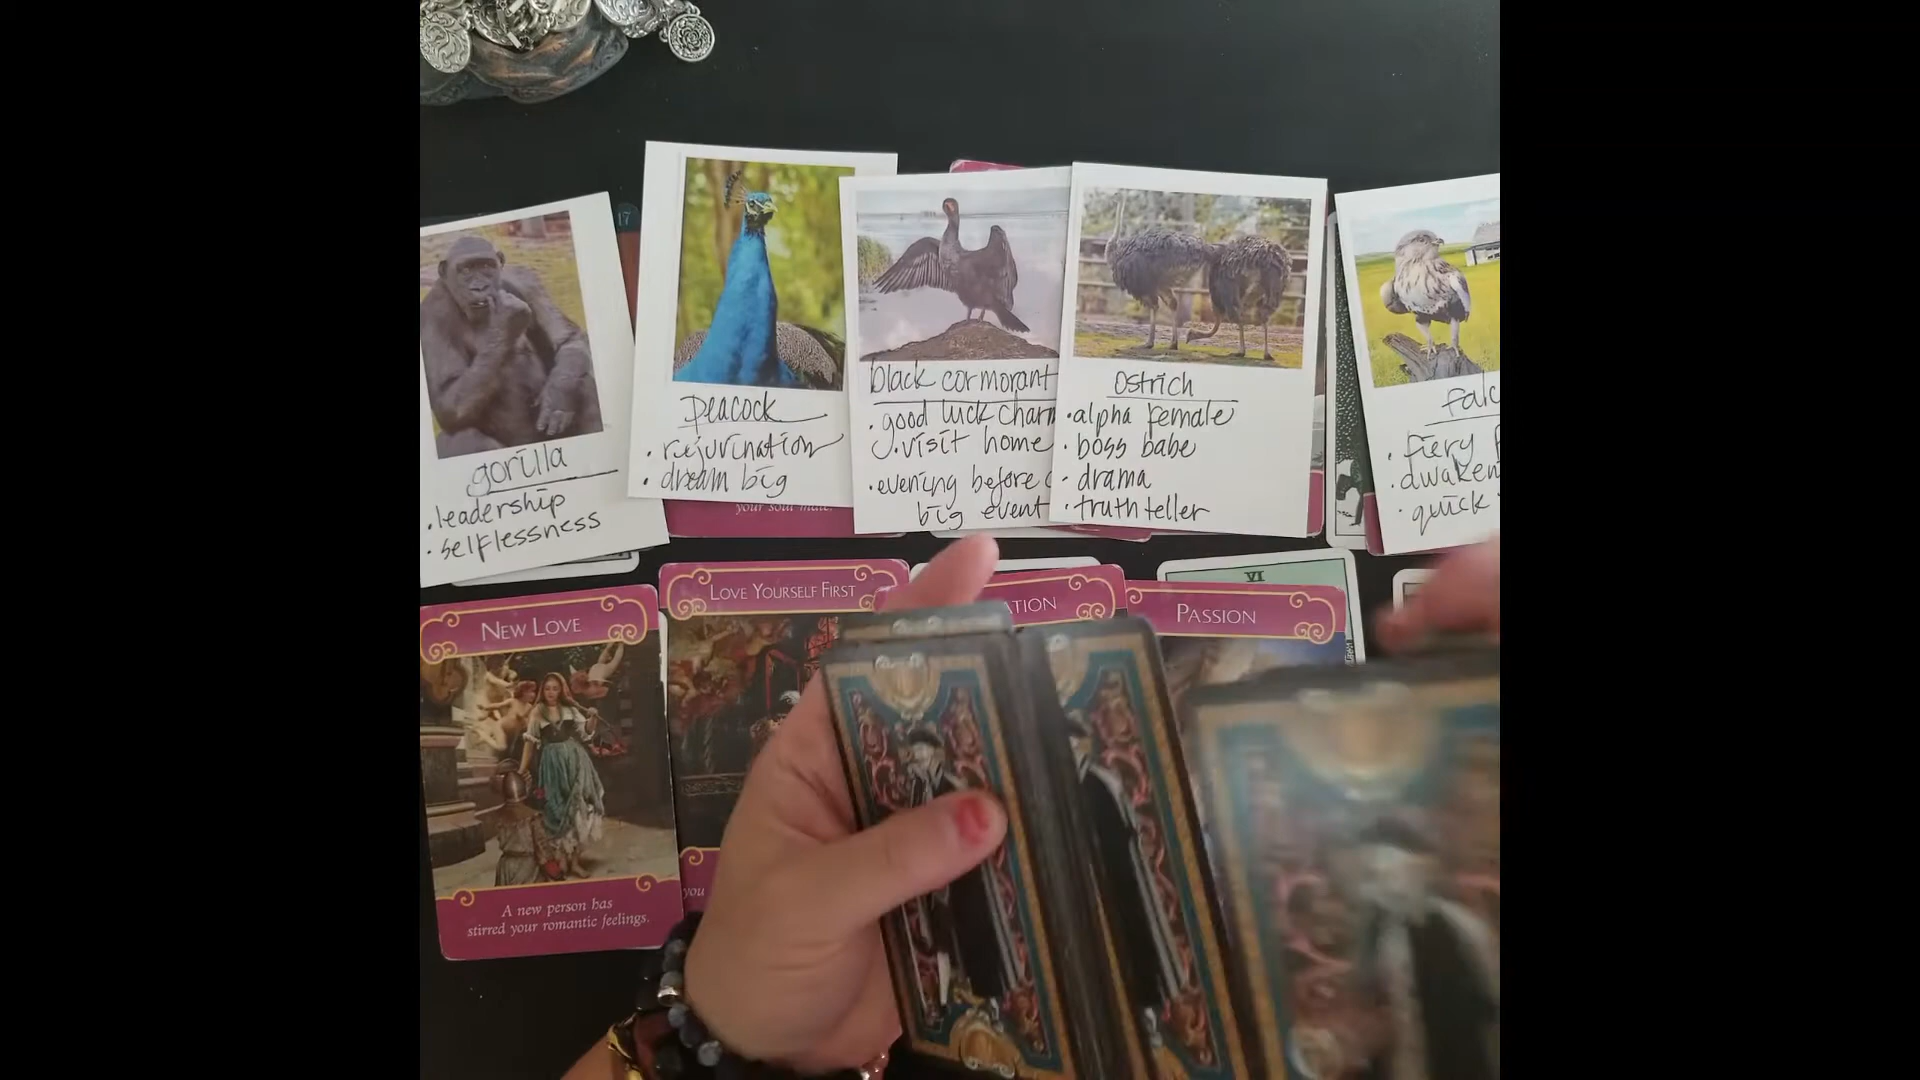 17
gorilla
. leadership
. selflessness
peacock
. rejuvination
. dream big
your soul mate.
black cormorant
. good luck charm
. visit home
. evening before
big event
Ostrich
. alpha female
. boss babe
- drama
. truth teller
. fiery
. awaken
. quick
NEW LOVE
A new person has
stirred your romantic feelings.
LOVE YOURSELF FIRST
you
ATION
VI
PASSION